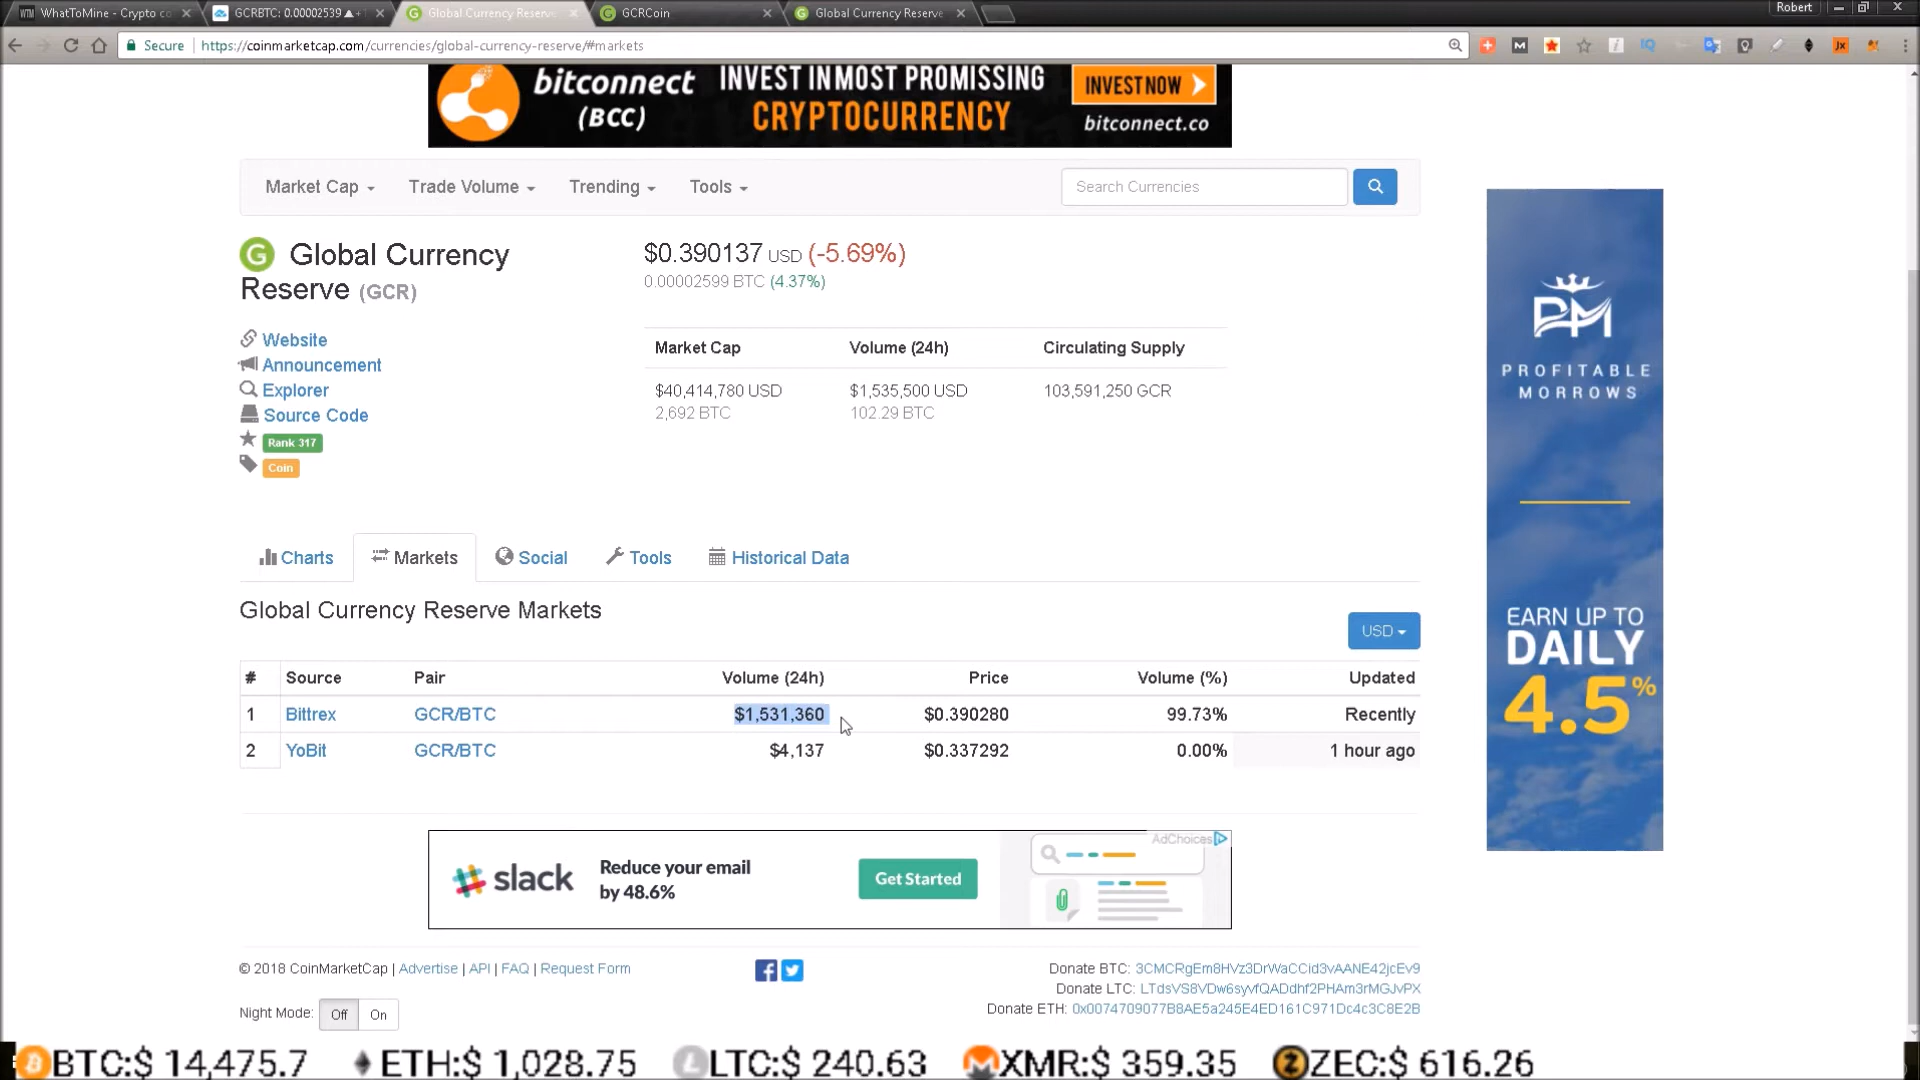 WhatToMine - Crypto co
GCRBTC: 0.00002539 ▲+
Global Currency Reserve
GCRCoin
Global Currency Reserve
Robert
Secure
https://coinmarketcap.com/currencies/global-currency-reserve/#markets
bitconnect
(BCC)
INVEST IN MOST PROMISSING
CRYPTOCURRENCY
INVEST NOW
bitconnect.co
Market Cap
Trade Volume
Trending
Tools
Search Currencies
Global Currency
Reserve (GCR)
$0.390137 USD (-5.69%)
0.00002599 BTC (4.37%)
Website
Announcement
Explorer
Source Code
Rank 317
Coin
Market Cap Volume (24h) Circulating Supply
$40,414,780 USD $1,535,500 USD 103,591,250 GCR
2,692 BTC 102.29 BTC
PM
PROFITABLE
MORROWS
EARN UP TO
DAILY
4.5%
Charts Markets Social Tools Historical Data
Global Currency Reserve Markets
USD
# Source Pair Volume (24h) Price Volume (%) Updated
1 Bittrex GCR/BTC $1,531,360 $0.390280 99.73% Recently
2 YoBit GCR/BTC $4,137 $0.337292 0.00% 1 hour ago
slack
Reduce your email
by 48.6%
Get Started
AdChoices
© 2018 CoinMarketCap | Advertise | API | FAQ | Request Form
Donate BTC: 3CMCRgEm8HVz3DrWaCCid3vAANE42jcEv9
Donate LTC: LTdsVS8VDw6syvfQADdhf2PHAm3rMGJvPX
Donate ETH: 0x0074709077B8AE5a245E4ED161C971Dc4c3C8E2B
Night Mode: Off On
BTC:$ 14,475.7 ETH:$ 1,028.75 LTC:$ 240.63 XMR:$ 359.35 ZEC:$ 616.26